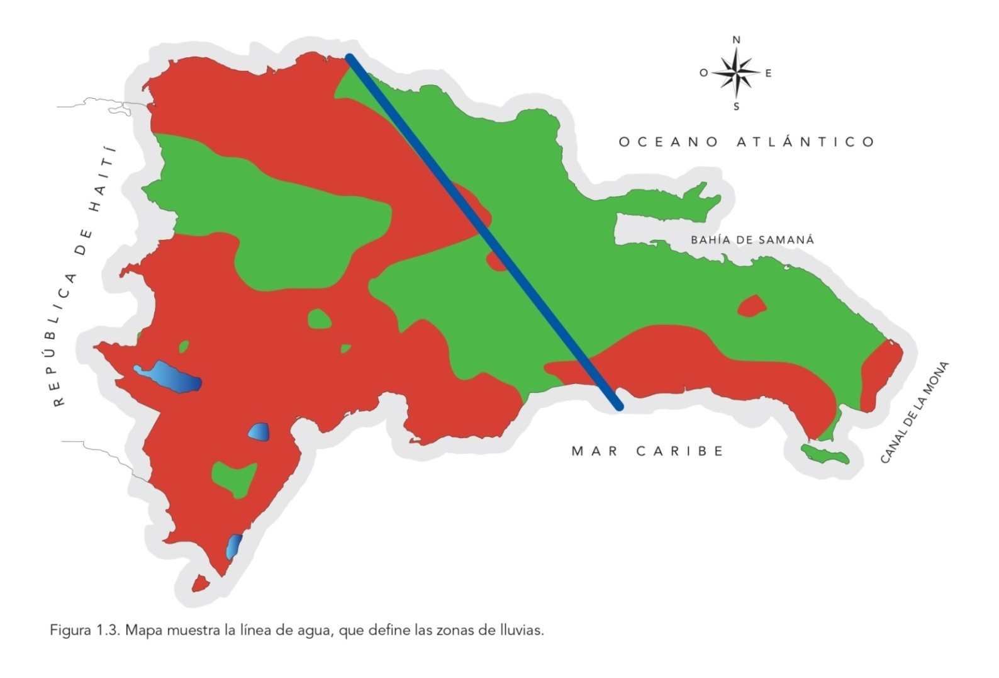 N
O E
S
OCEANO ATLÁNTICO
REPÚBLICA DE HAITÍ
BAHÍA DE SAMANÁ
CANAL DE LA MONA
MAR CARIBE
Figura 1.3. Mapa muestra la línea de agua, que define las zonas de lluvias.